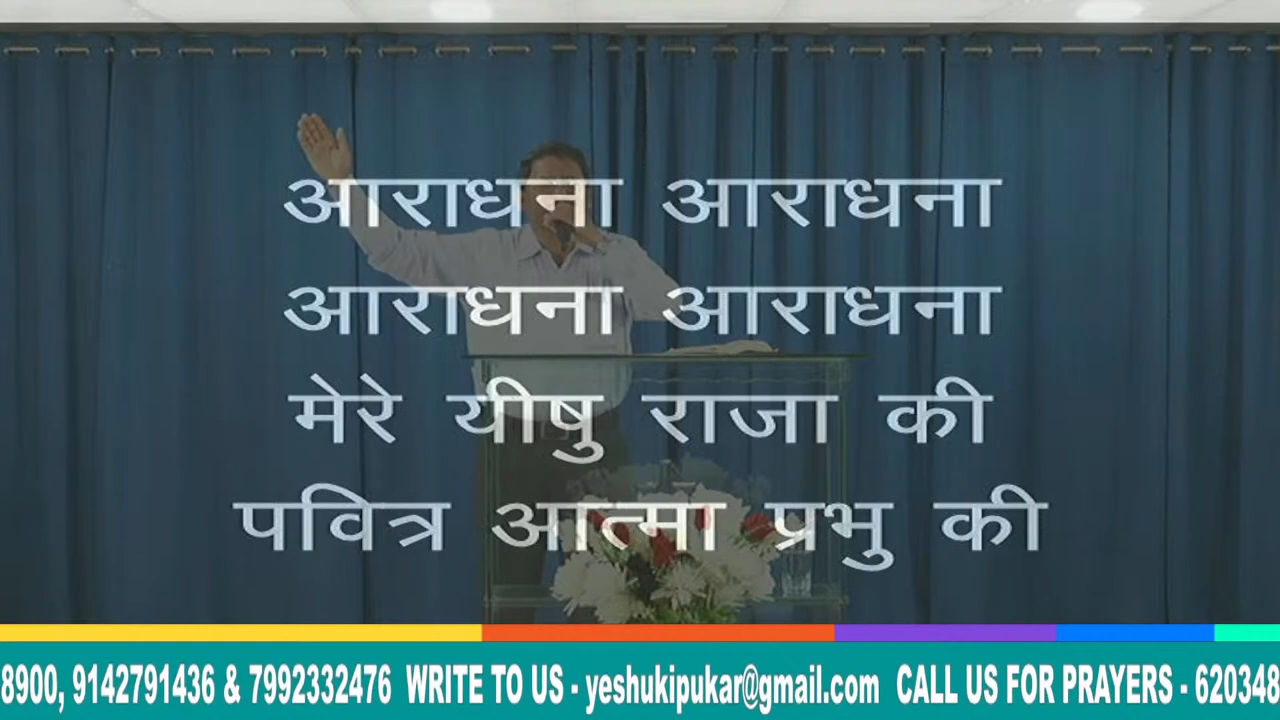 आराधना आराधना
आराधना आराधना
मेरे यीषु राजा की
पवित्र आत्मा प्रभु की
8900, 9142791436 & 7992332476 WRITE TO US - yeshukipukar@gmail.com CALL US FOR PRAYERS - 620348